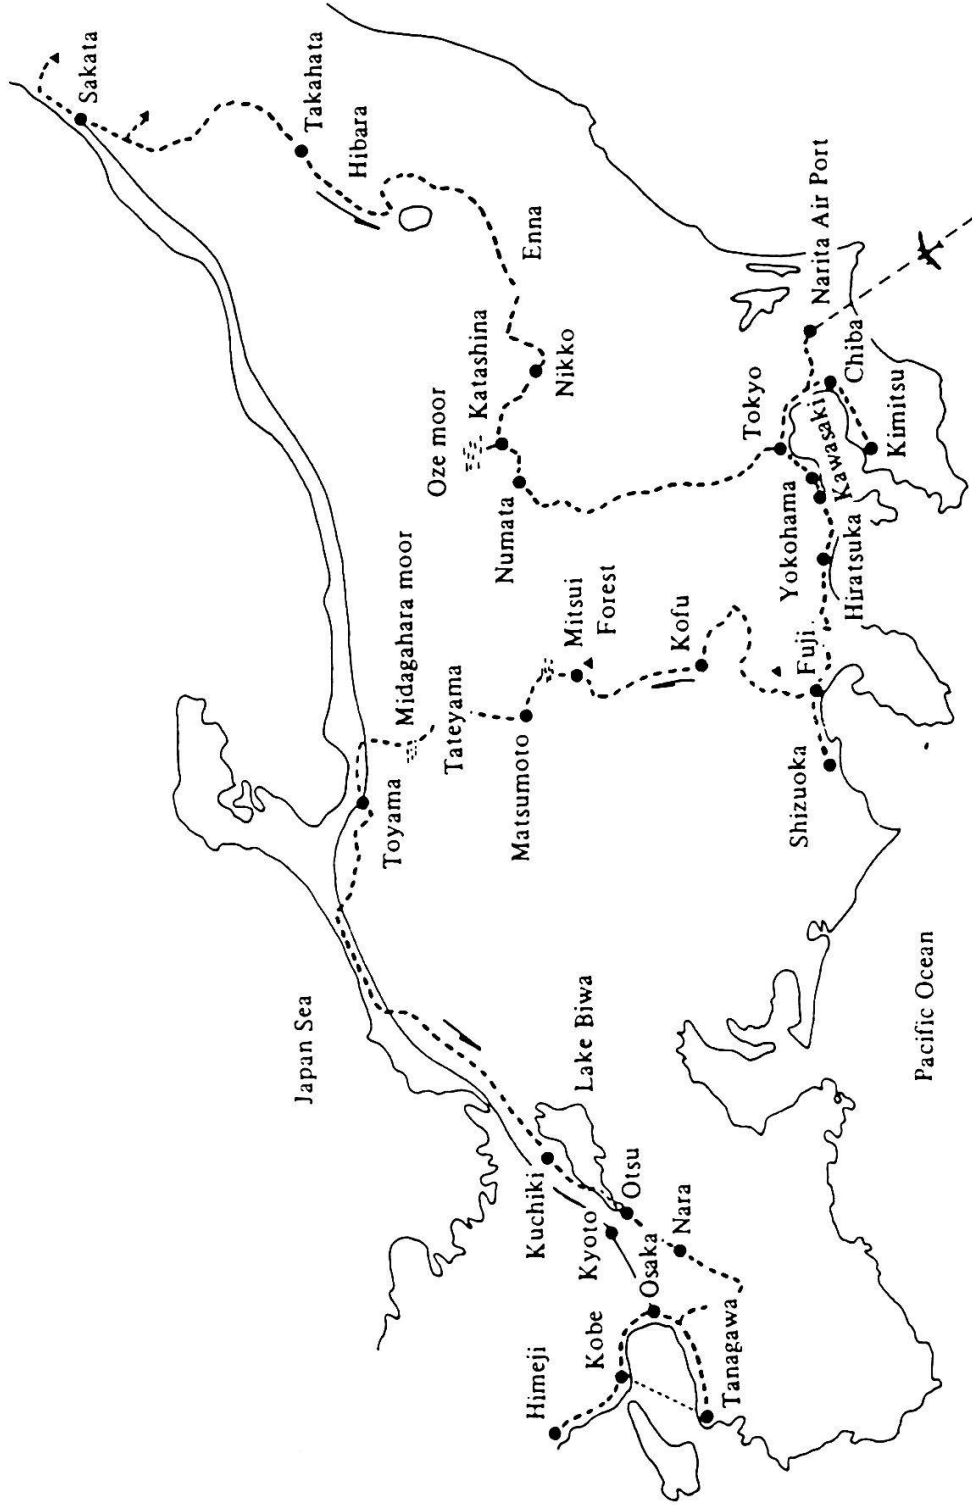 Sakata
Takahata
Hibara
Enna
Oze moor
Katashina
Nikko
Numata
Tokyo
Narita Air Port
Chiba
Kimitsu
Kawasaki
Yokohama
Hiratsuka
Midagahara moor
Tateyama
Toyama
Matsumoto
Mitsui
Forest
Kofu
Fuji
Shizuoka
Japan Sea
Lake Biwa
Pacific Ocean
Kuchiki
Kyoto
Otsu
Nara
Osaka
Kobe
Himeji
Tanagawa